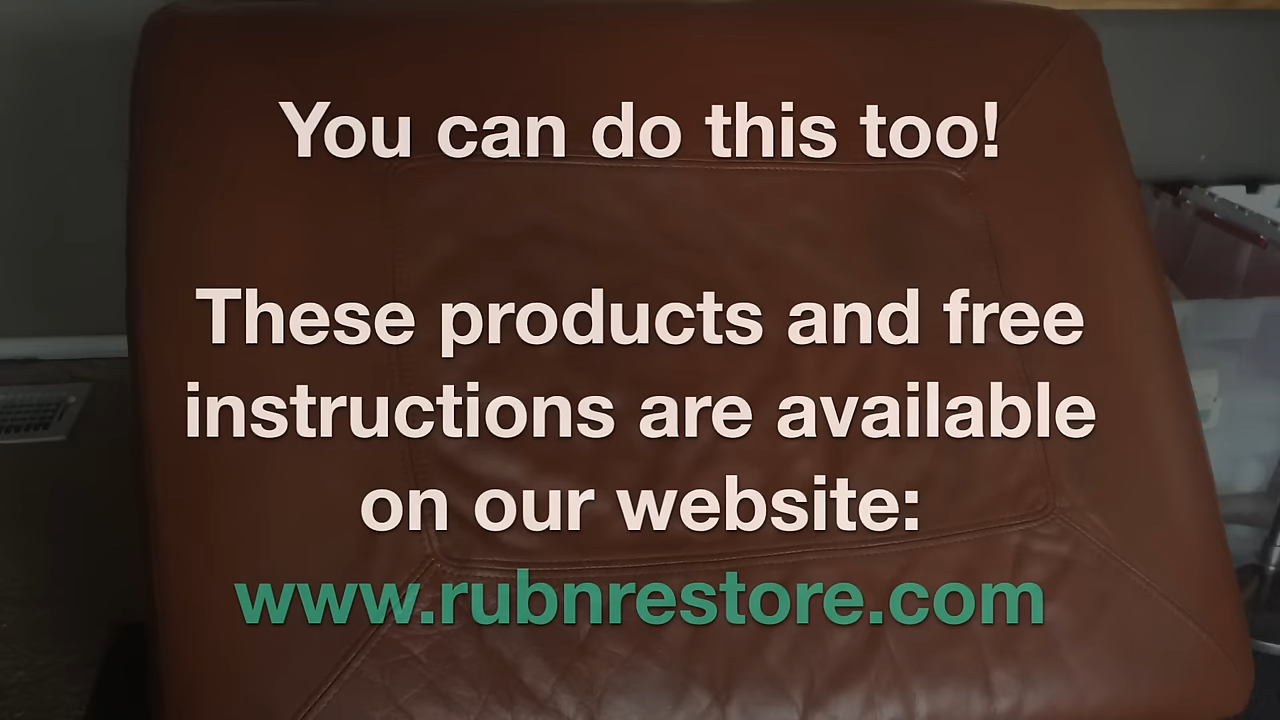 You can do this too!
These products and free
instructions are available
on our website:
www.rubnrestore.com